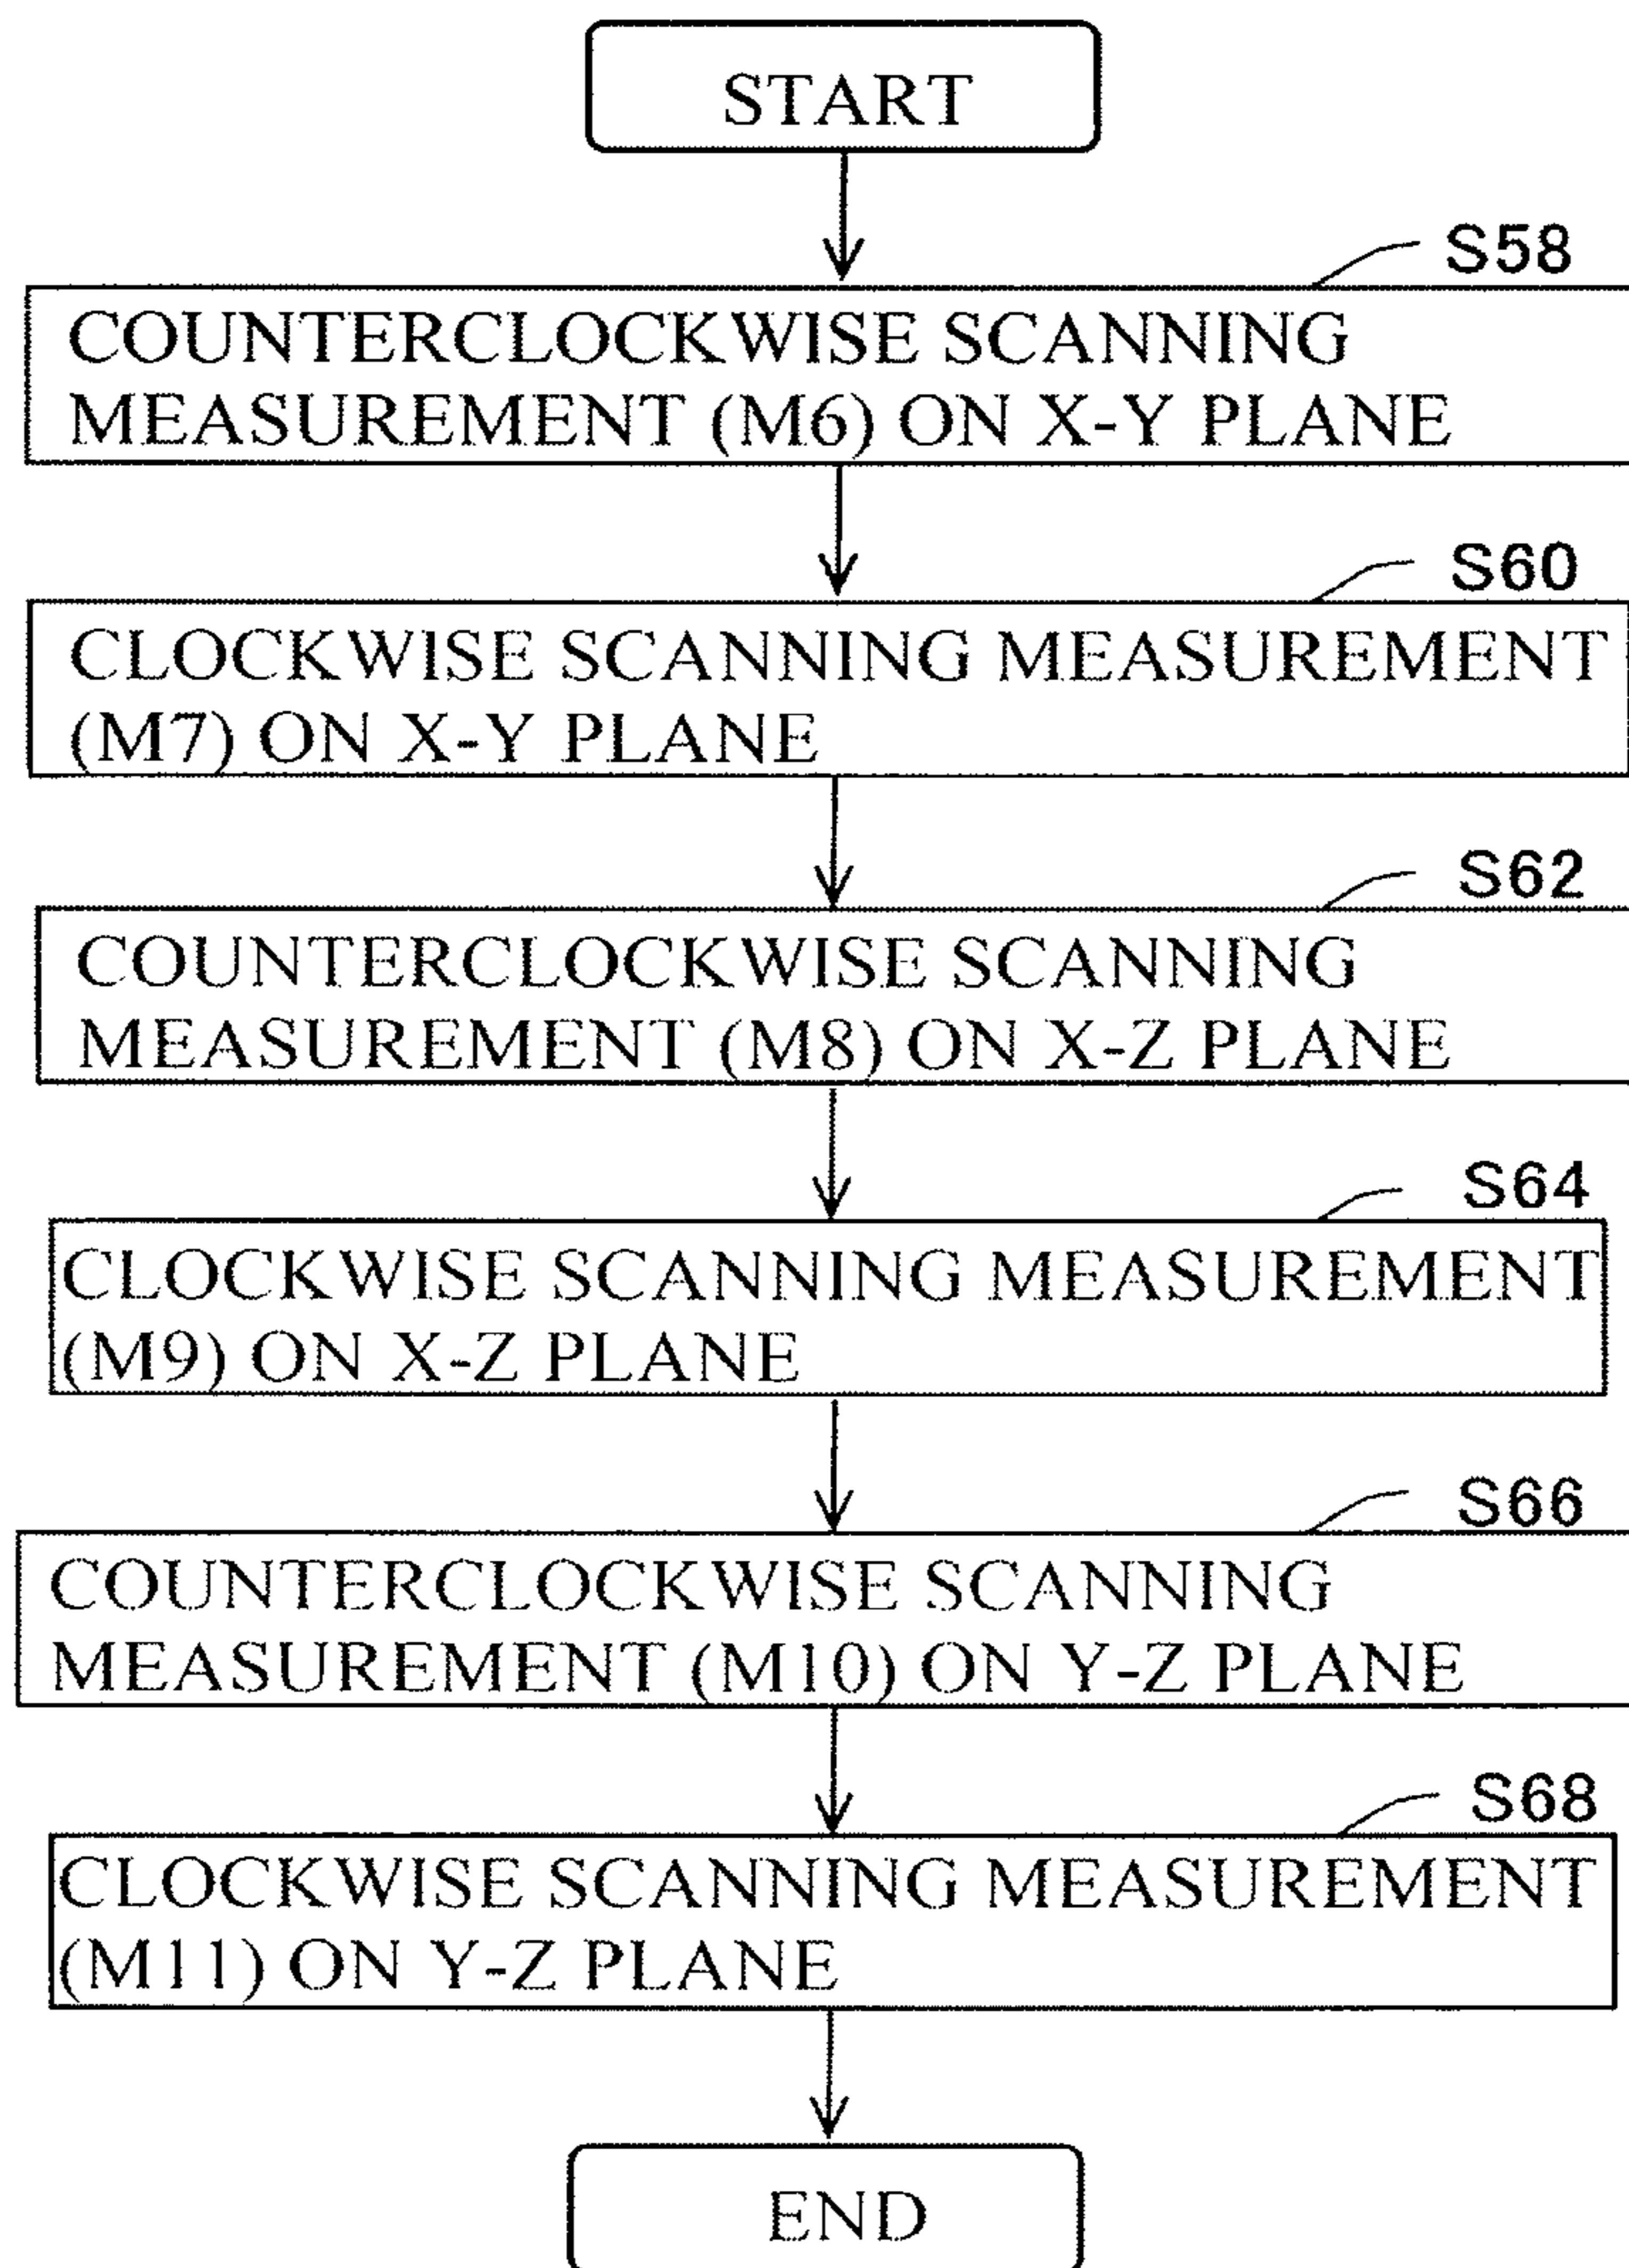 START
S58
COUNTERCLOCKWISE SCANNING
MEASUREMENT (M6) ON X-Y PLANE
S60
CLOCKWISE SCANNING MEASUREMENT
(M7) ON X-Y PLANE
S62
COUNTERCLOCKWISE SCANNING
MEASUREMENT (M8) ON X-Z PLANE
S64
CLOCKWISE SCANNING MEASUREMENT
(M9) ON X-Z PLANE
S66
COUNTERCLOCKWISE SCANNING
MEASUREMENT (M10) ON Y-Z PLANE
S68
CLOCKWISE SCANNING MEASUREMENT
(M11) ON Y-Z PLANE
END